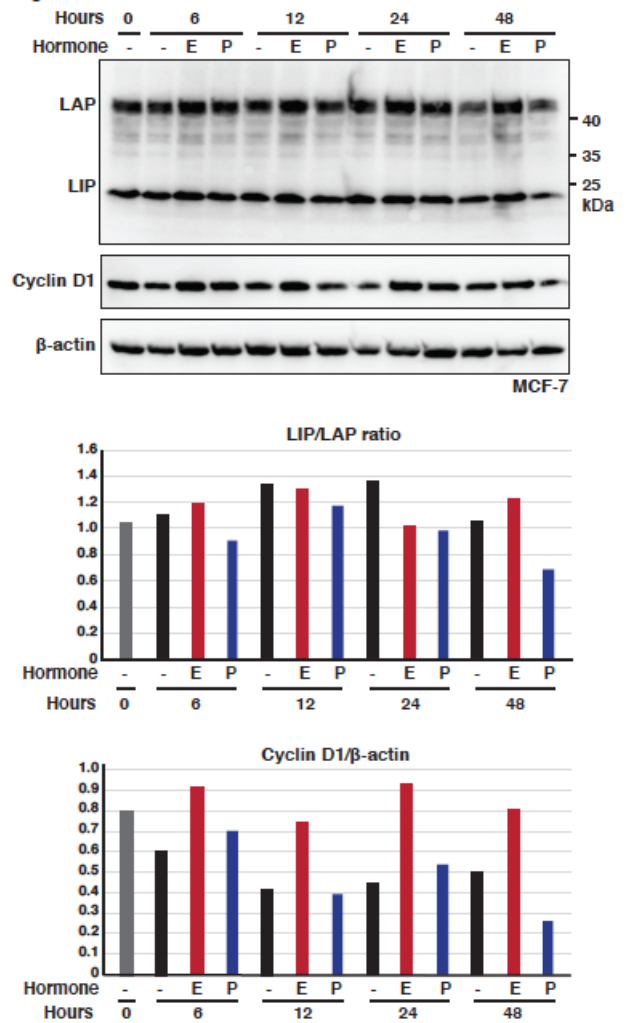 Hours 0 6 12 24 48
Hormone - - E P - E P - E P - E P
LAP
40
35
LIP
25
kDa
Cyclin D1
β-actin
MCF-7
LIP/LAP ratio
1.6
1.4
1.2
1.0
0.8
0.6
0.4
0.2
0
Hormone - - E P - E P - E P - E P
Hours 0 6 12 24 48
Cyclin D1/β-actin
1.0
0.9
0.8
0.7
0.6
0.5
0.4
0.3
0.2
0.1
0
Hormone - - E P - E P - E P - E P
Hours 0 6 12 24 48